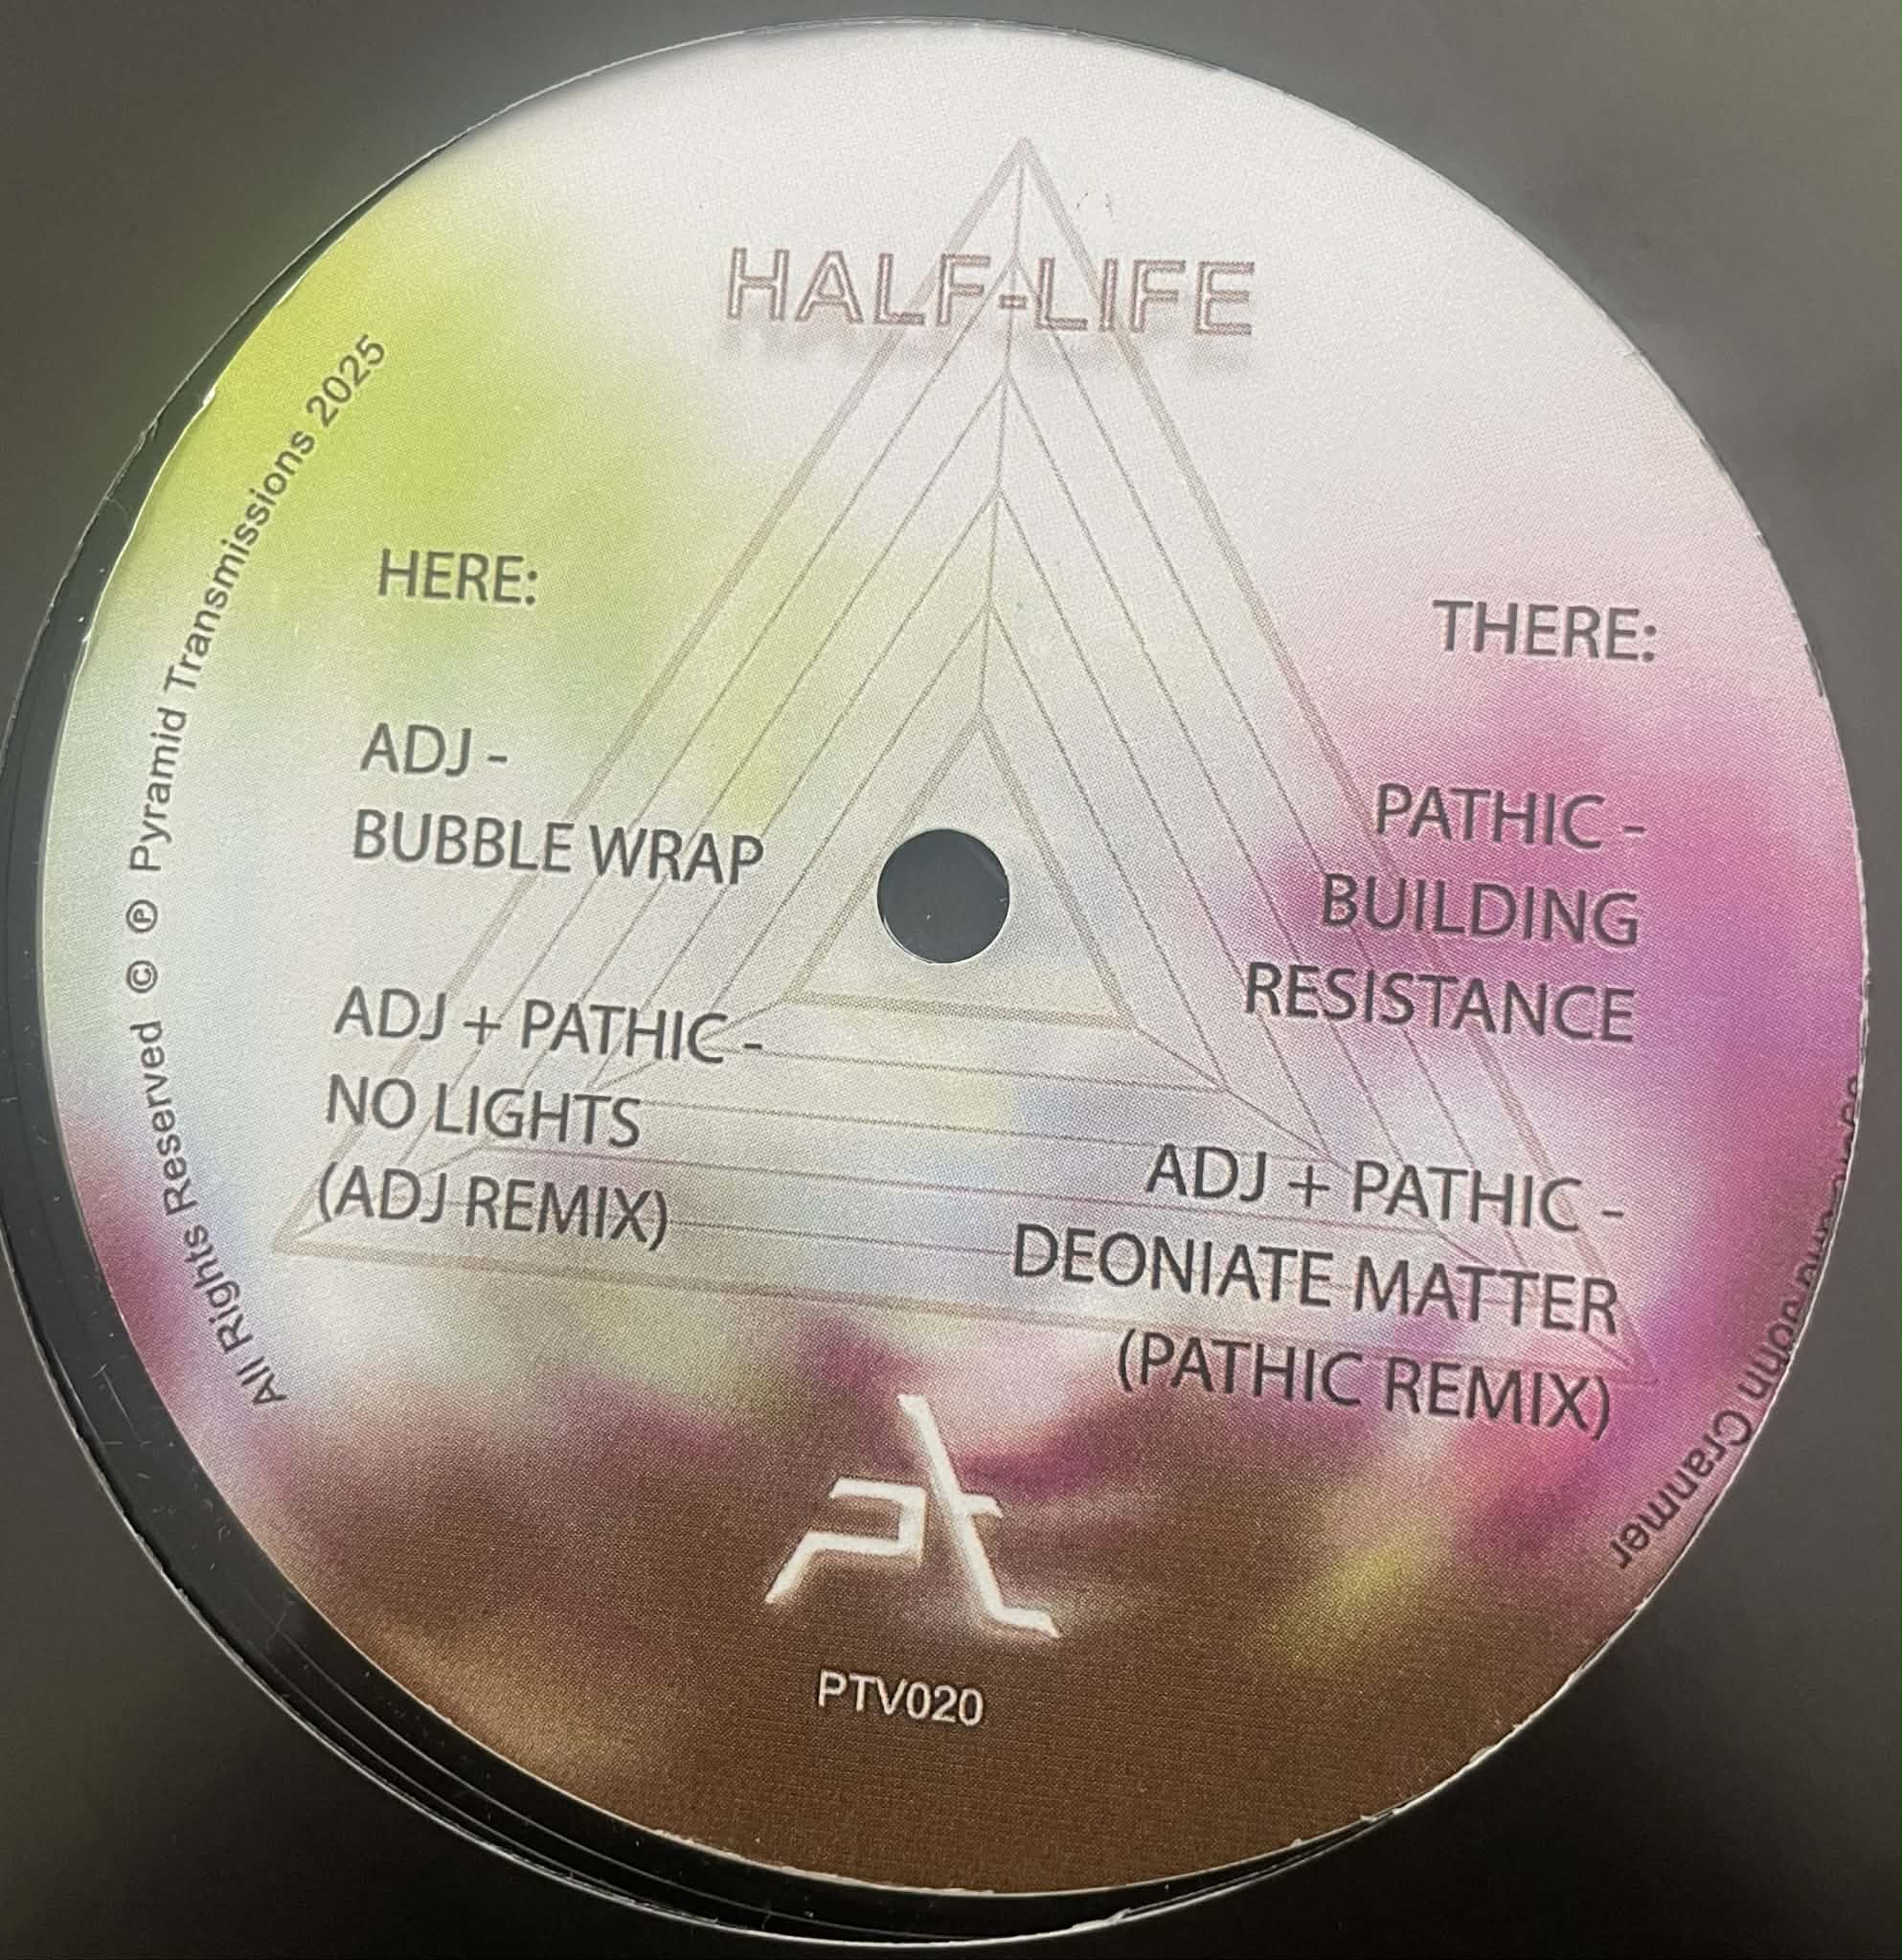 HALF-LIFE
All Rights Reserved © ℗ Pyramid Transmissions 2025
HERE:
ADJ -
BUBBLE WRAP
ADJ + PATHIC -
NO LIGHTS
(ADJ REMIX)
THERE:
PATHIC -
BUILDING
RESISTANCE
ADJ + PATHIC -
DEONIATE MATTER
(PATHIC REMIX)
Cranmer
pt
PTV020